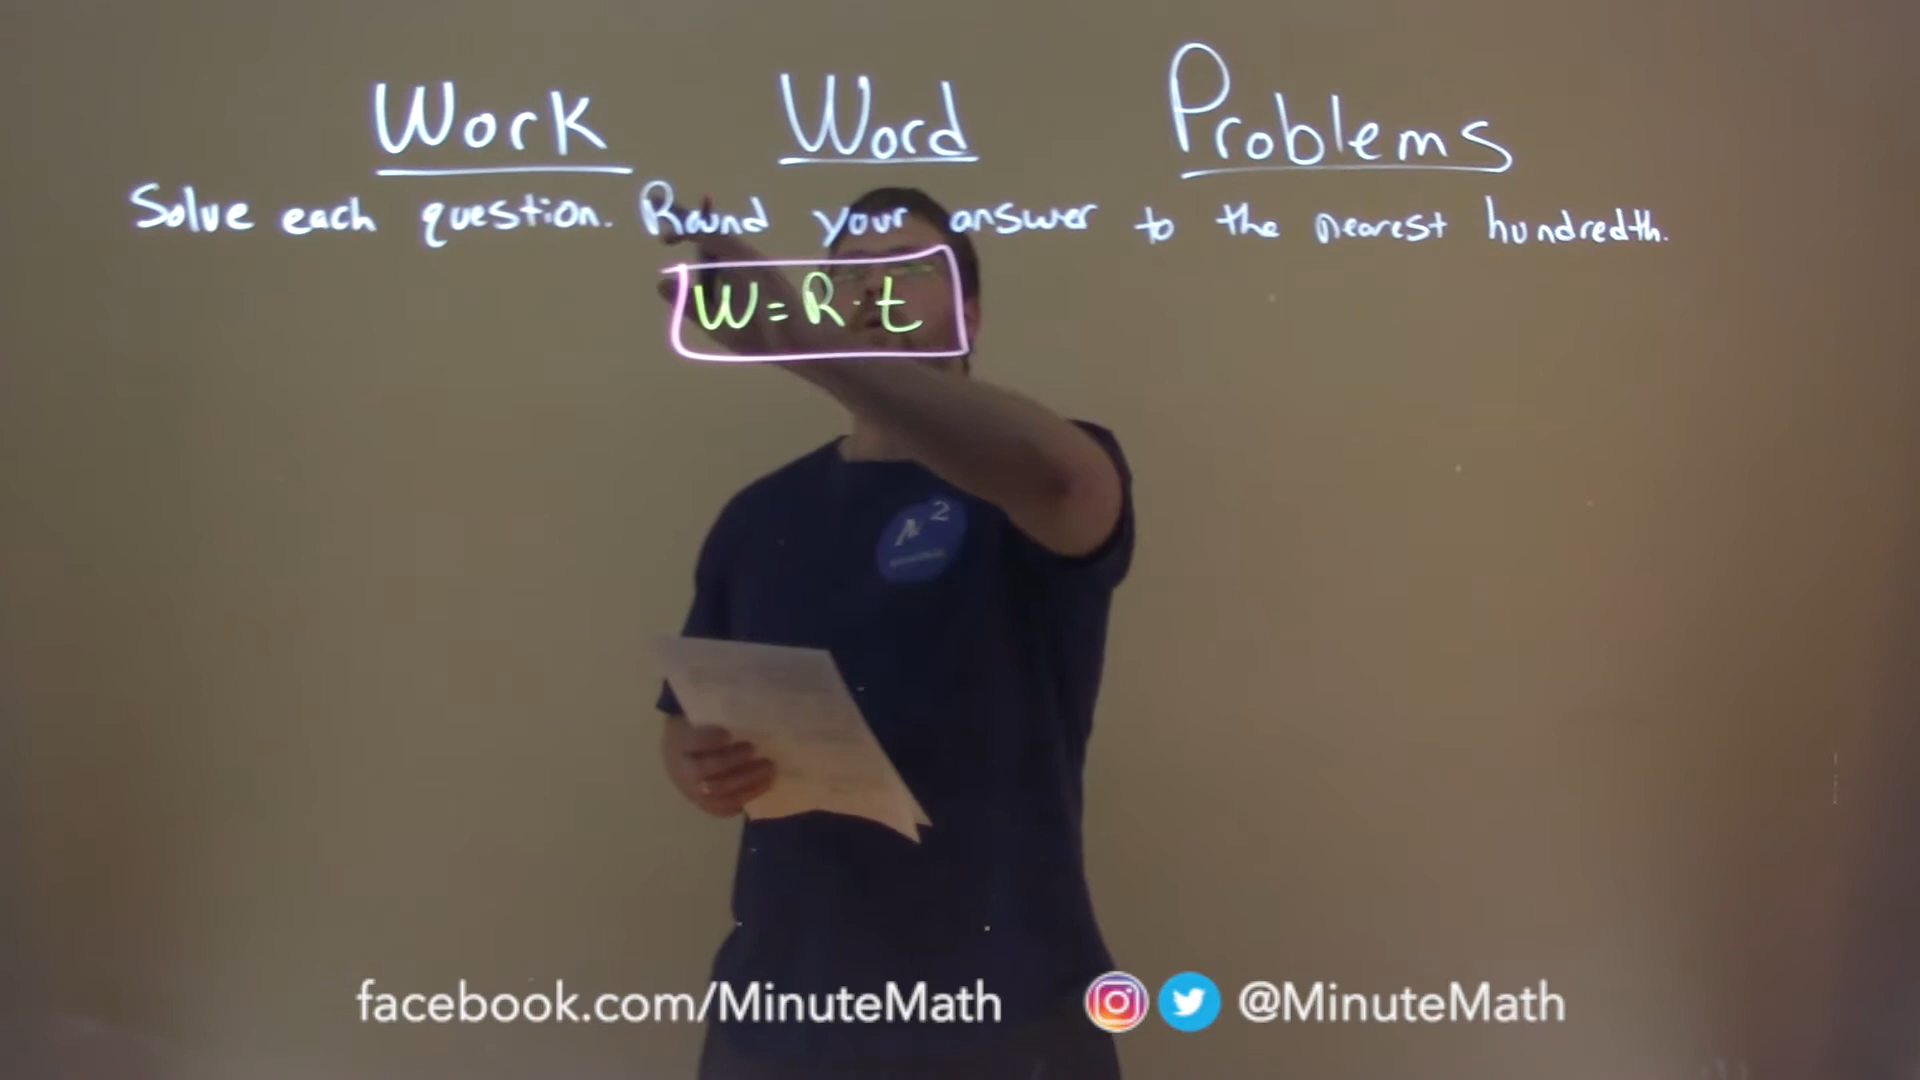 Work Word Problems
Solve each question. Round your answer to the nearest hundredth.
W = R · t
facebook.com/MinuteMath @MinuteMath